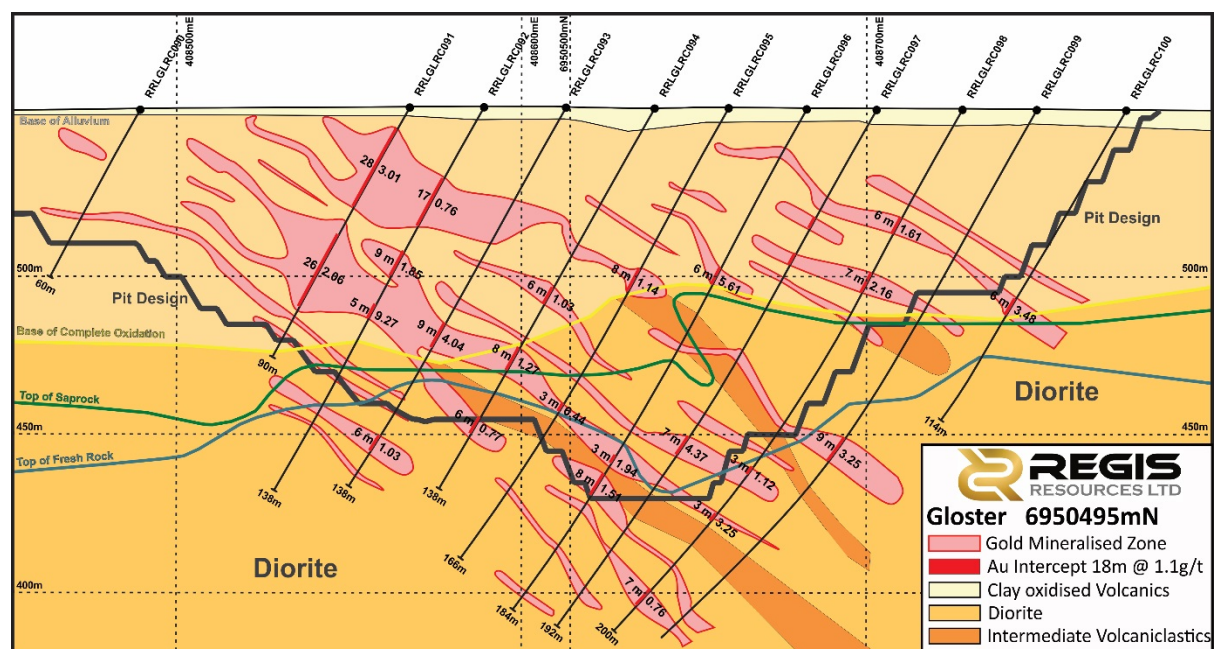 RRLGLRC090
408500mE
RRLGLRC091
RRLGLRC092
408600mE
6950500mN
RRLGLRC093
RRLGLRC094
RRLGLRC095
RRLGLRC096
408700mE
RRLGLRC097
RRLGLRC098
RRLGLRC099
RRLGLRC100
Base of Alluvium
28 3.01
17 0.76
6 m 1.61
Pit Design
500m
60m
Pit Design
26 2.06
9 m 1.85
6 m 1.03
8 m 1.14
6 m 5.61
7 m 2.16
500m
6 m 3.48
5 m 9.27
Base of Complete Oxidation
9 m 4.04
8 m 1.27
90m
Top of Saprock
3 m 6.44
Diorite
114m
450m
6 m 0.77
6 m 1.03
7 m 4.37
9 m 3.25
450m
Top of Fresh Rock
3 m 1.94
3 m 1.12
138m
138m
138m
8 m 1.51
3 m 3.25
166m
Diorite
400m
7 m 0.76
184m
192m
200m
REGIS
RESOURCES LTD
Gloster 6950495mN
Gold Mineralised Zone
Au Intercept 18m @ 1.1g/t
Clay oxidised Volcanics
Diorite
Intermediate Volcaniclastics